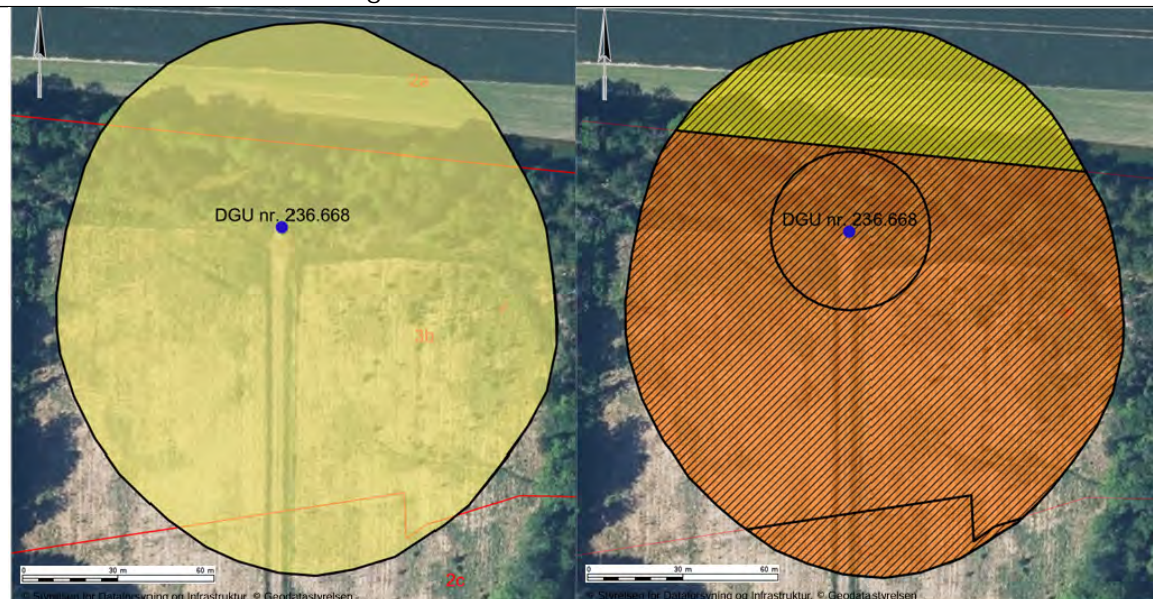 DGU nr. 236.668
3h
0 30 m 60 m
2c
© Styrelsen for Dataforsyning og Infrastruktur, © Geodatastyrelsen
DGU nr. 236.668
0 30 m 60 m
© Styrelsen for Dataforsyning og Infrastruktur, © Geodatastyrelsen